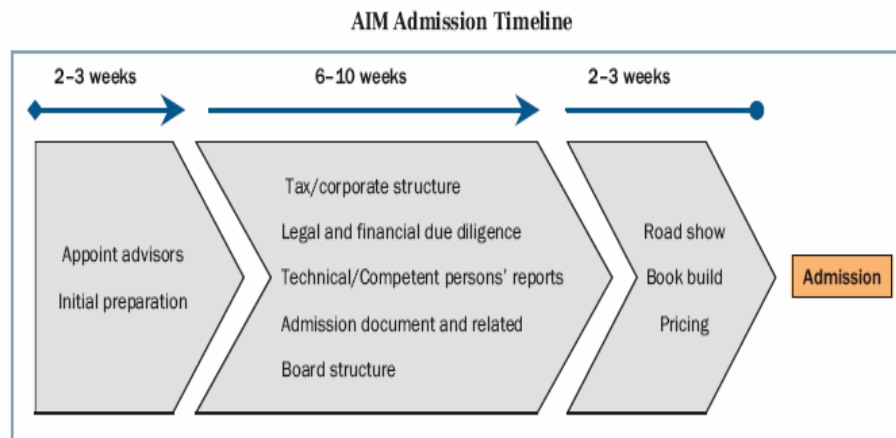 AIM Admission Timeline
2–3 weeks
6–10 weeks
2–3 weeks
Appoint advisors
Initial preparation
Tax/corporate structure
Legal and financial due diligence
Technical/Competent persons' reports
Admission document and related
Board structure
Road show
Book build
Pricing
Admission